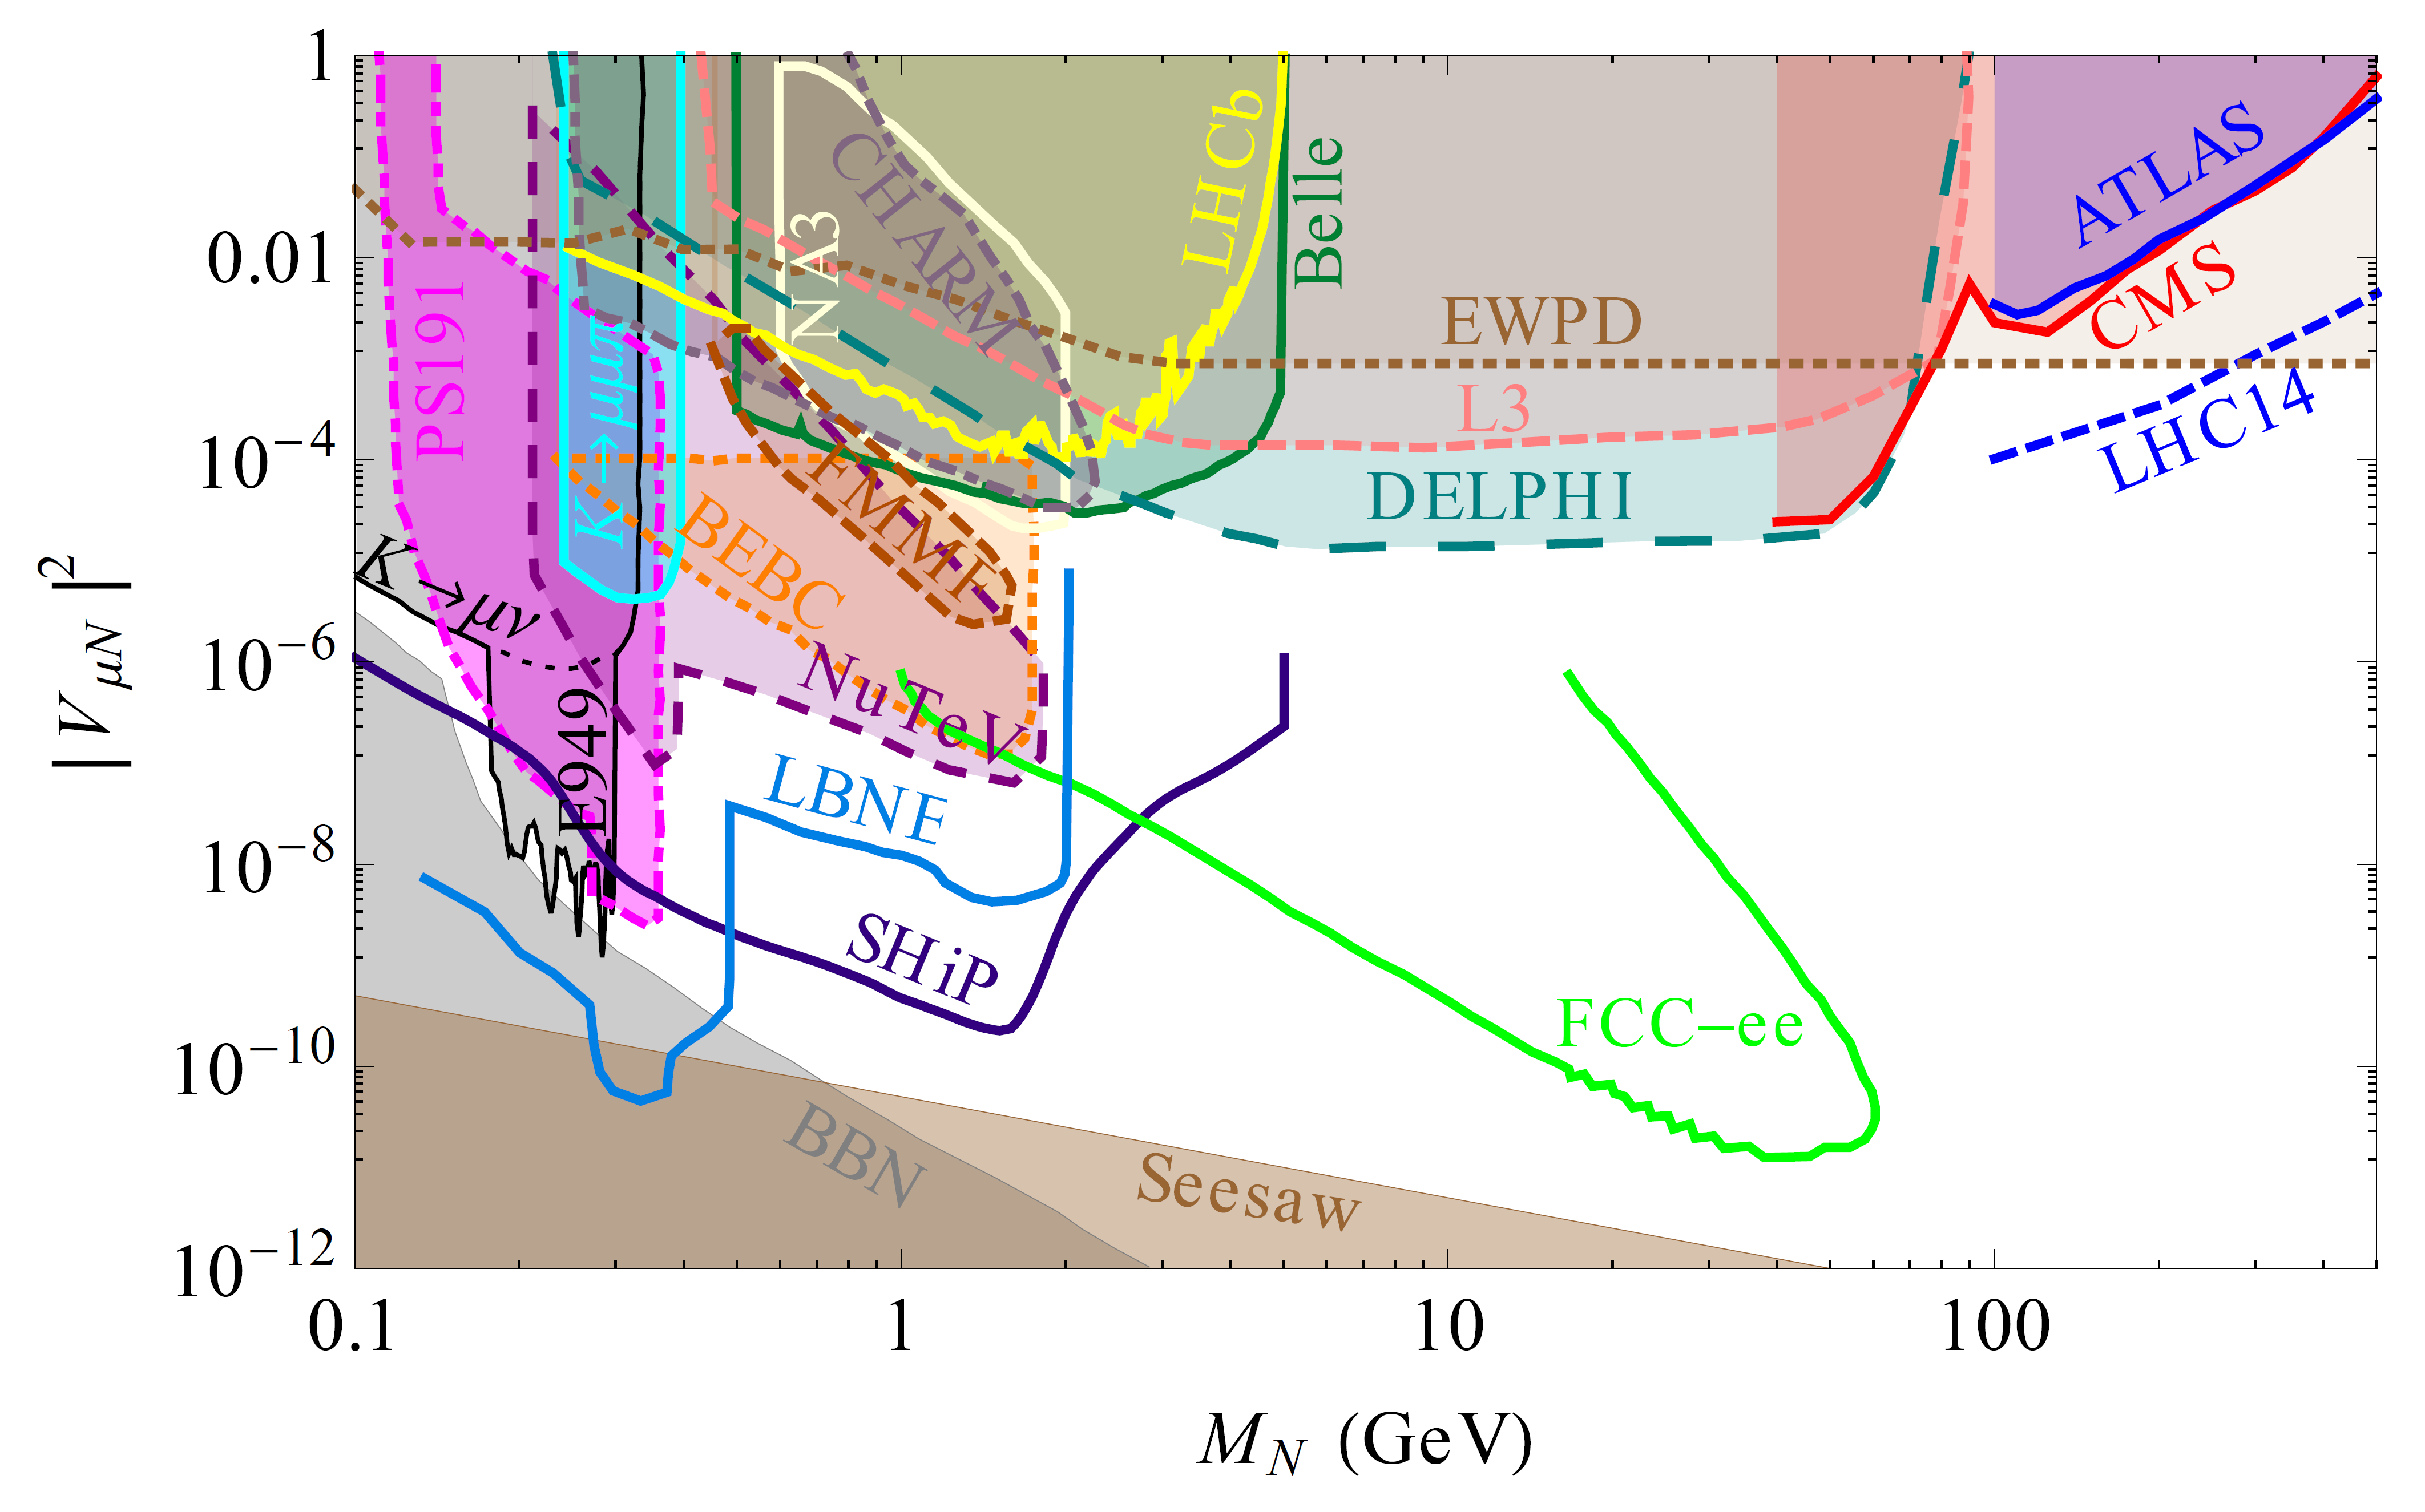 1
0.01
10−4
10−6
10−8
10−10
10−12
|VμN|2
PS191
K→μμπ
NA3
CHARM
LHCb
Belle
EWPD
L3
DELPHI
ATLAS
CMS
LHC14
BEBC
FMMF
NuTeV
K→μν
E949
LBNE
SHiP
FCC−ee
BBN
Seesaw
0.1 1 10 100
MN (GeV)